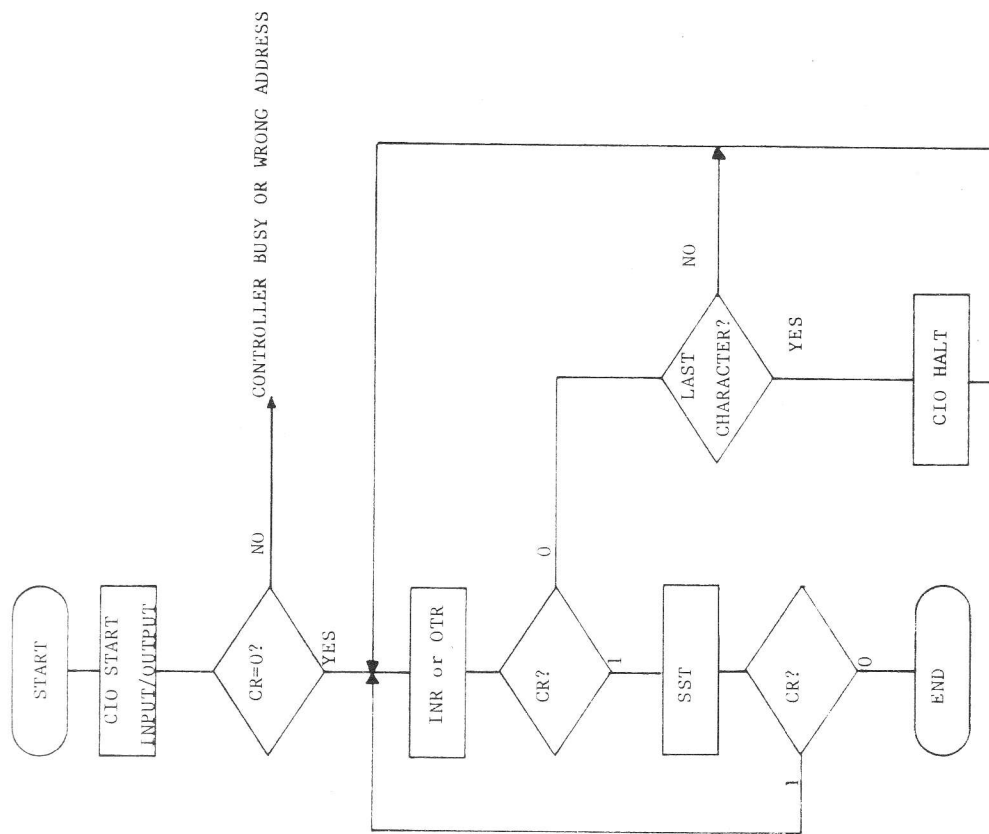 START
CIO START
INPUT/OUTPUT
CR=0?
NO
CONTROLLER BUSY OR WRONG ADDRESS
YES
INR or OTR
CR?
0
1
LAST
CHARACTER?
NO
YES
CIO HALT
SST
CR?
1
0
END